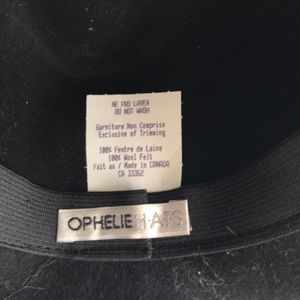 NE PAS LAVER
DO NOT WASH
Garniture Non Comprise
Exclusive of Trimming
100% Feutre de Laine
100% Wool Felt
Fait au / Made in CANADA
CA 33362
OPHELIE HATS